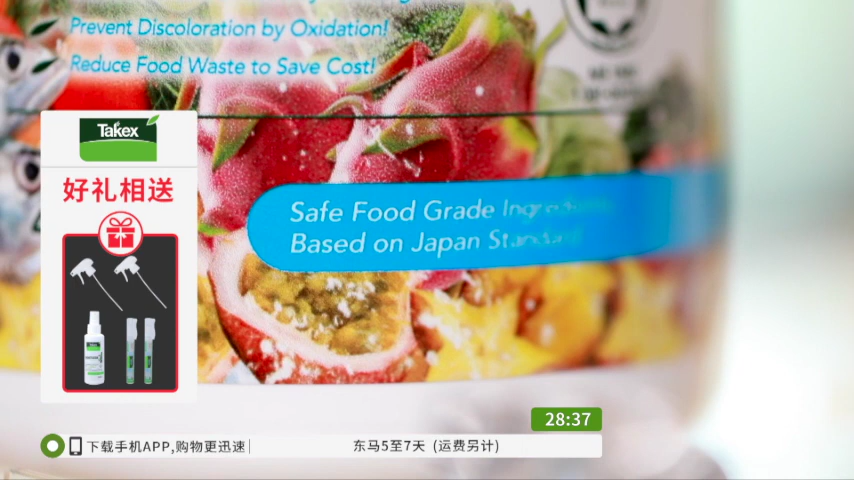 Prevent Discoloration by Oxidation!
Reduce Food Waste to Save Cost!
Takex
好礼相送
Safe Food Grade
Based on Japan Standard
28:37
下载手机APP,购物更迅速
东马5至7天 (运费另计)